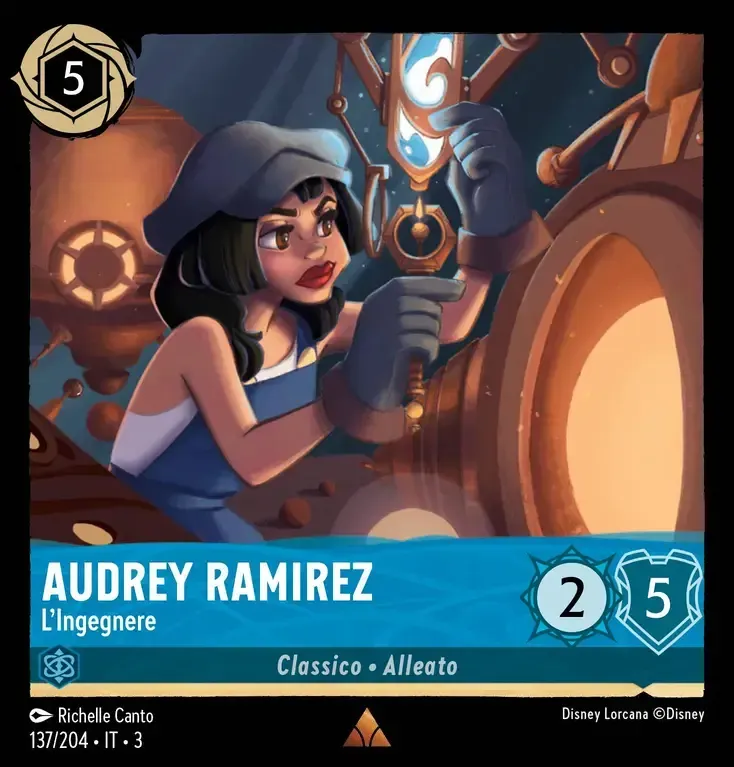 5
AUDREY RAMIREZ
L'Ingegnere
2
5
Classico • Alleato
Richelle Canto
Disney Lorcana ©Disney
137/204 • IT • 3